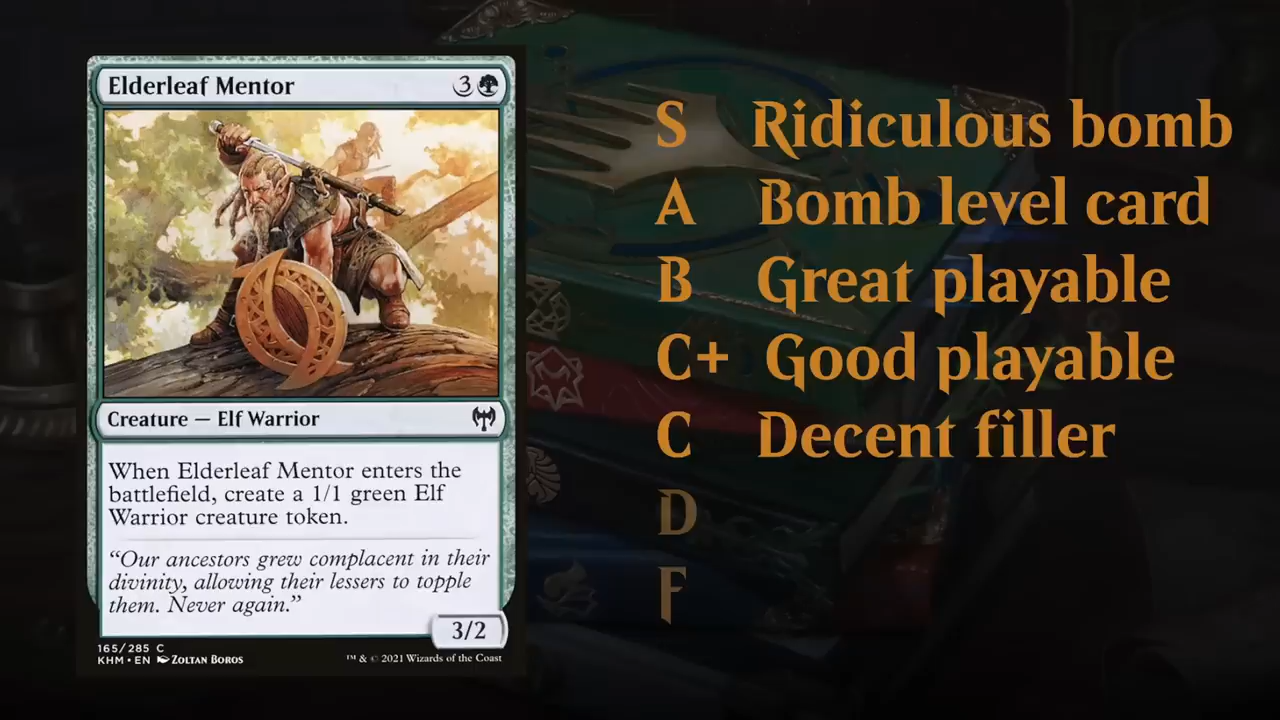 Elderleaf Mentor 3
Creature — Elf Warrior
When Elderleaf Mentor enters the
battlefield, create a 1/1 green Elf
Warrior creature token.
“Our ancestors grew complacent in their
divinity, allowing their lessers to topple
them. Never again.”
3/2
165/285 C
KHM • EN Zoltan Boros
™ & © 2021 Wizards of the Coast
S Ridiculous bomb
A Bomb level card
B Great playable
C+ Good playable
C Decent filler
D
F